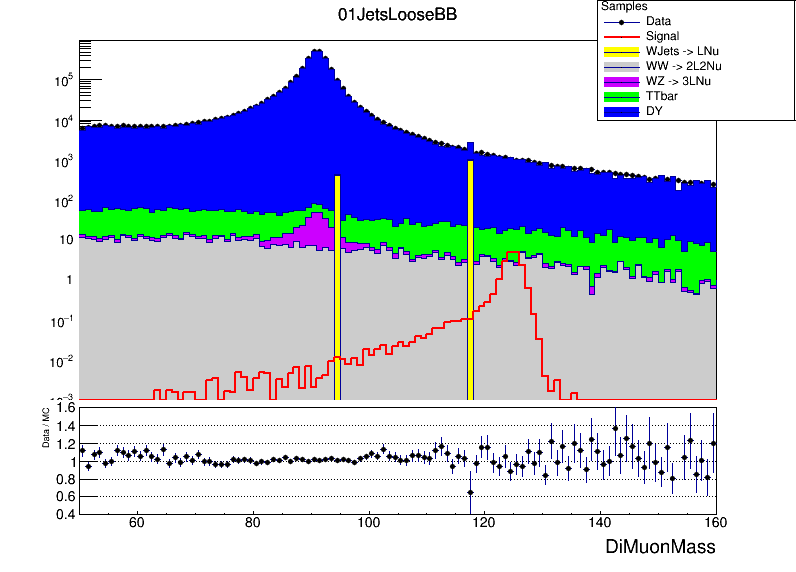 01JetsLooseBB
Samples
Data
Signal
WJets -> LNu
WW -> 2L2Nu
WZ -> 3LNu
TTbar
DY
10^5
10^4
10^3
10^2
10
1
10^-1
10^-2
10^-3
Data / MC
1.6
1.4
1.2
1
0.8
0.6
0.4
60 80 100 120 140 160
DiMuonMass